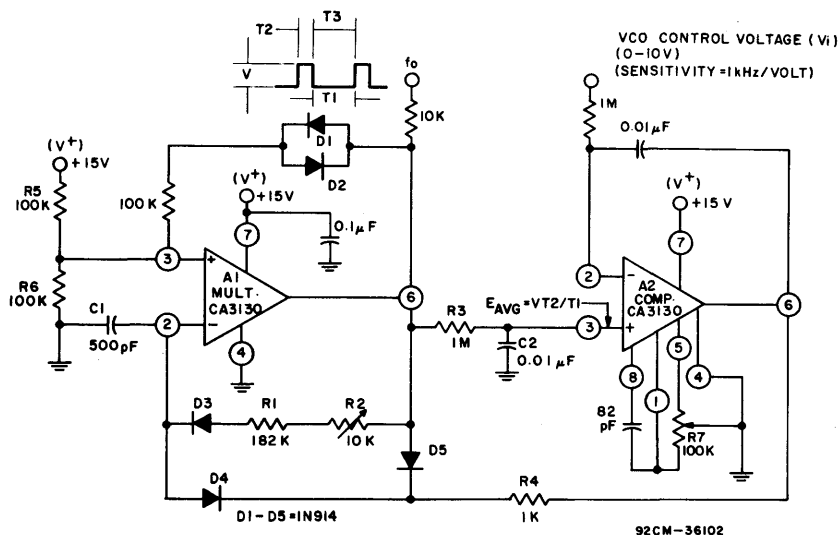 T3
T2
V
T1
fo
10K
VCO CONTROL VOLTAGE (Vi)
(0-10V)
(SENSITIVITY = 1kHz/VOLT)
1M
0.01µF
D1
D2
(V+)
+15V
R5
100K
100K
(V+)
+15V
7
0.1µF
(V+)
+15V
7
3
+
A1
MULT.
CA3130
R6
100K
C1
500pF
2
-
4
6
R3
1M
EAVG=VT2/T1
3
C2
0.01µF
2
-
A2
COMP.
CA3130
+
6
5
4
8
1
82
pF
R7
100K
D3
R1
182K
R2
10K
D5
D4
D1-D5=1N914
R4
1K
92CM-36102